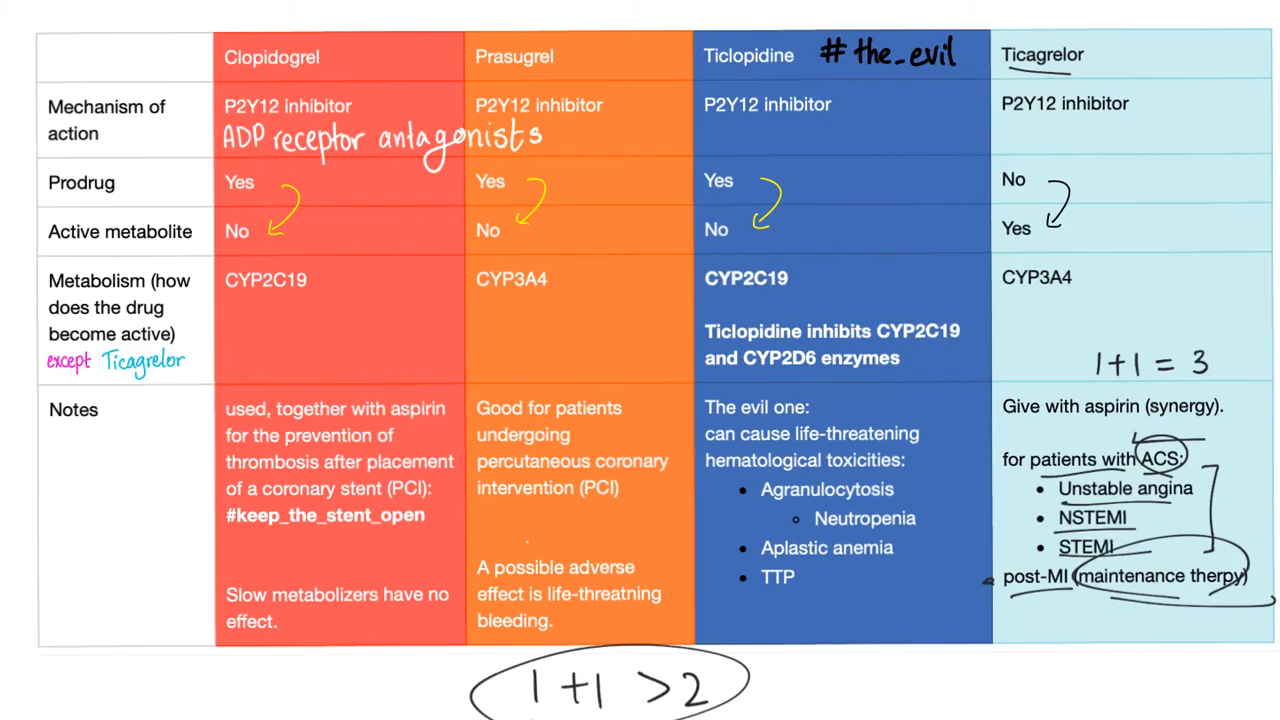 Clopidogrel
Prasugrel
Ticlopidine # the_evil
Ticagrelor
Mechanism of
action
P2Y12 inhibitor
P2Y12 inhibitor
P2Y12 inhibitor
P2Y12 inhibitor
ADP receptor antagonists
Prodrug
Yes
Yes
Yes
No
Active metabolite
No
No
No
Yes
Metabolism (how
does the drug
become active)
except Ticagrelor
CYP2C19
CYP3A4
CYP2C19
Ticlopidine inhibits CYP2C19
and CYP2D6 enzymes
CYP3A4
1+1 = 3
Notes
used, together with aspirin
for the prevention of
thrombosis after placement
of a coronary stent (PCI):
#keep_the_stent_open
Slow metabolizers have no
effect.
Good for patients
undergoing
percutaneous coronary
intervention (PCI)
A possible adverse
effect is life-threatning
bleeding.
The evil one:
can cause life-threatening
hematological toxicities:
• Agranulocytosis
○ Neutropenia
• Aplastic anemia
• TTP
Give with aspirin (synergy).
for patients with ACS:
• Unstable angina
• NSTEMI
• STEMI
post-MI (maintenance therpy)
1+1 >2